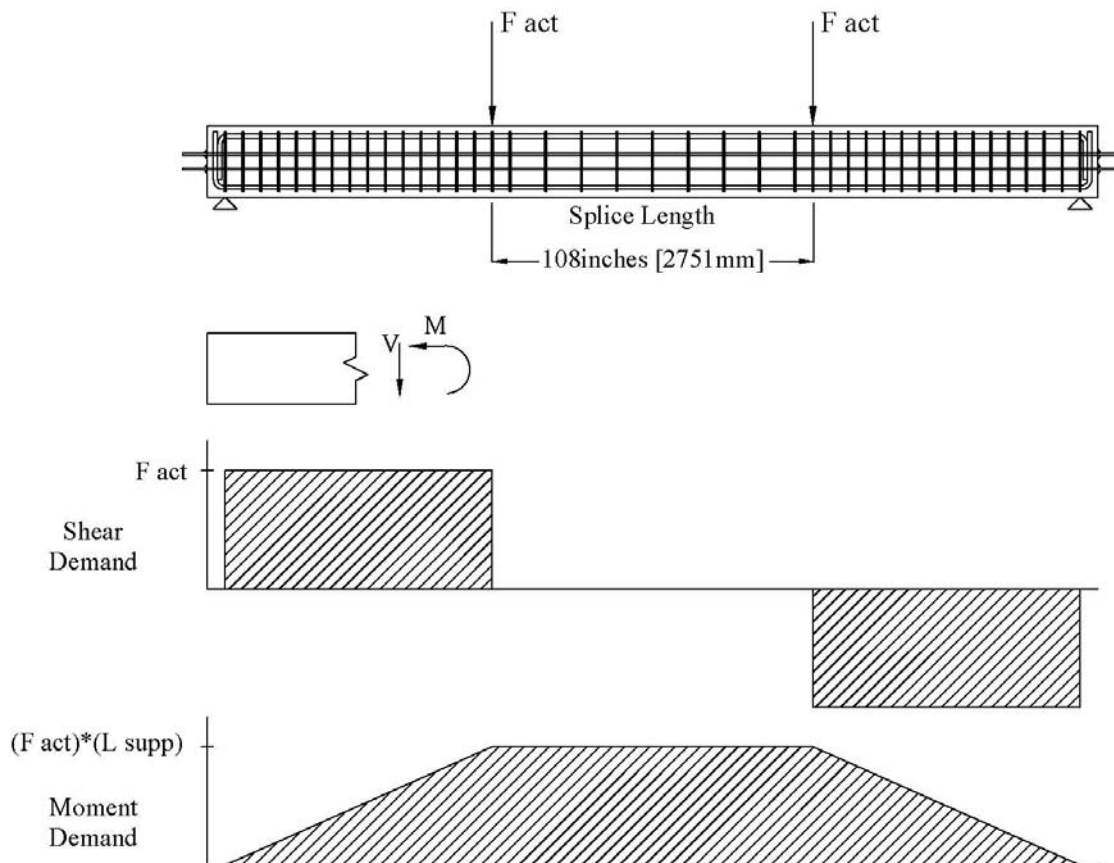 F act
F act
Splice Length
108inches [2751mm]
V
M
F act
Shear
Demand
(F act)*(L supp)
Moment
Demand